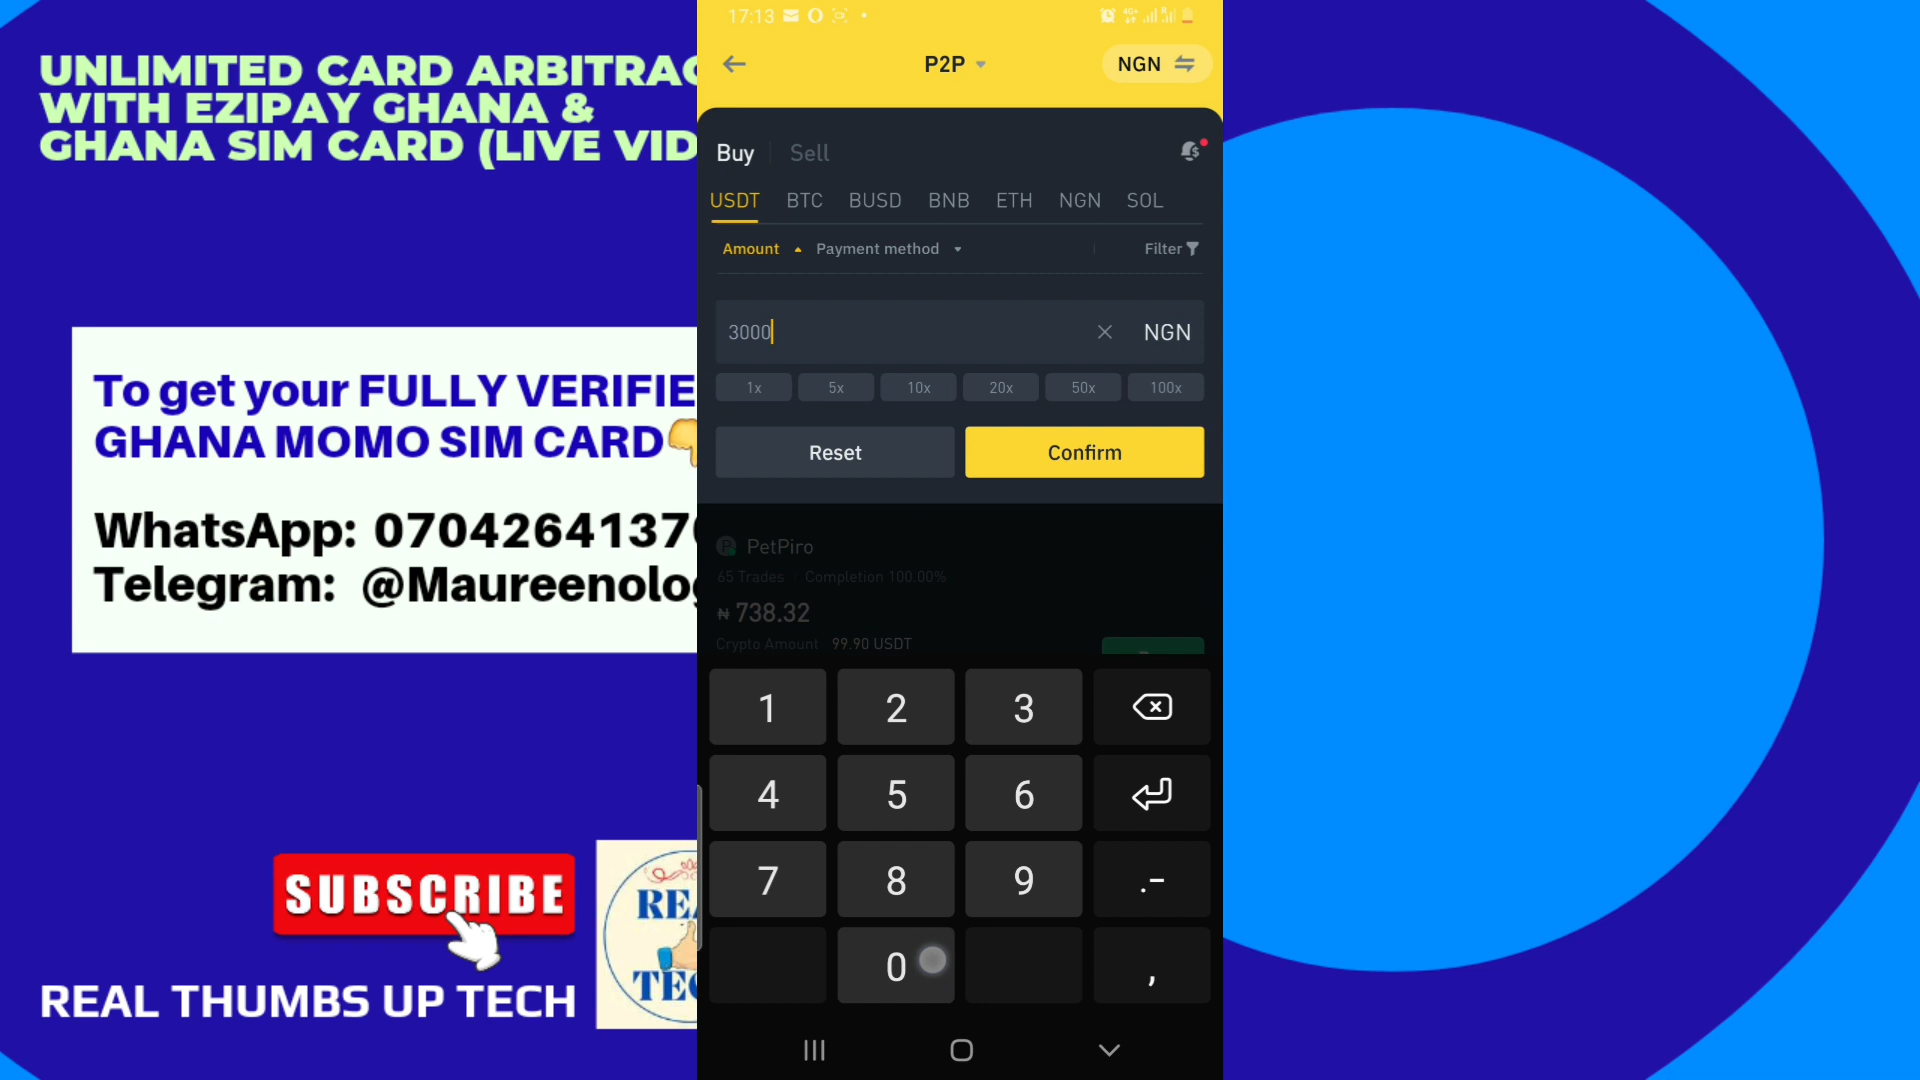 UNLIMITED CARD ARBITRAG
WITH EZIPAY GHANA &
GHANA SIM CARD (LIVE VID
To get your FULLY VERIFIE
GHANA MOMO SIM CARD👇
WhatsApp: 0704264137
Telegram: @Maureenolog
SUBSCRIBE
REAL THUMBS UP TECH
REA
TEC
17:13
4G+
P2P
NGN
Buy
Sell
USDT BTC BUSD BNB ETH NGN SOL
Amount
Payment method
Filter
3000
NGN
1x 5x 10x 20x 50x 100x
Reset
Confirm
P PetPiro
65 Trades
Completion 100.00%
₦ 738.32
Crypto Amount 99.90 USDT
1 2 3
4 5 6
7 8 9 .-
0 ,